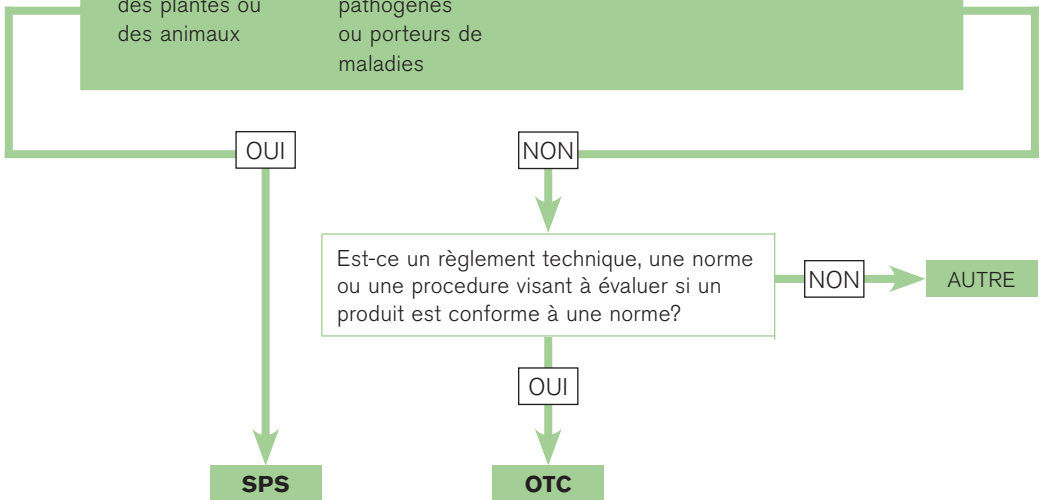 des plantes ou
des animaux
pathogènes
ou porteurs de
maladies
OUI
NON
Est-ce un règlement technique, une norme
ou une procedure visant à évaluer si un
produit est conforme à une norme?
NON
AUTRE
OUI
SPS
OTC